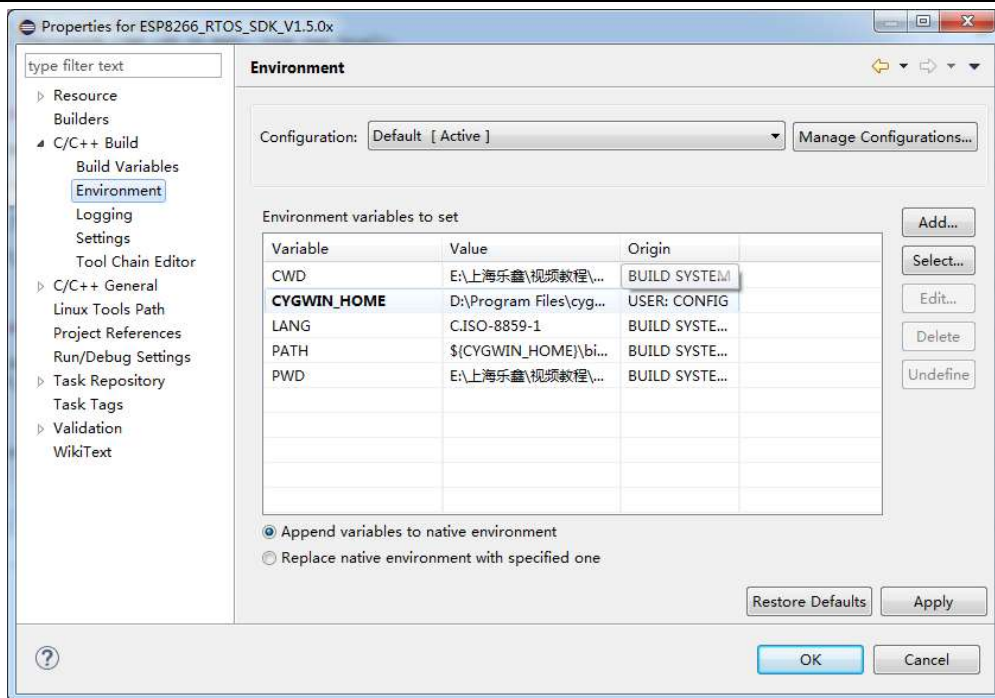 Properties for ESP8266_RTOS_SDK_V1.5.0x
type filter text
Resource
Builders
C/C++ Build
Build Variables
Environment
Logging
Settings
Tool Chain Editor
C/C++ General
Linux Tools Path
Project References
Run/Debug Settings
Task Repository
Task Tags
Validation
WikiText
Environment
Configuration: Default [ Active ] Manage Configurations...
Environment variables to set
Variable Value Origin
CWD E:\上海乐鑫\视频教程\... BUILD SYSTEM
CYGWIN_HOME D:\Program Files\cyg... USER: CONFIG
LANG C.ISO-8859-1 BUILD SYSTE...
PATH ${CYGWIN_HOME}\bi... BUILD SYSTE...
PWD E:\上海乐鑫\视频教程\... BUILD SYSTE...
Add...
Select...
Edit...
Delete
Undefine
Append variables to native environment
Replace native environment with specified one
Restore Defaults Apply
OK Cancel